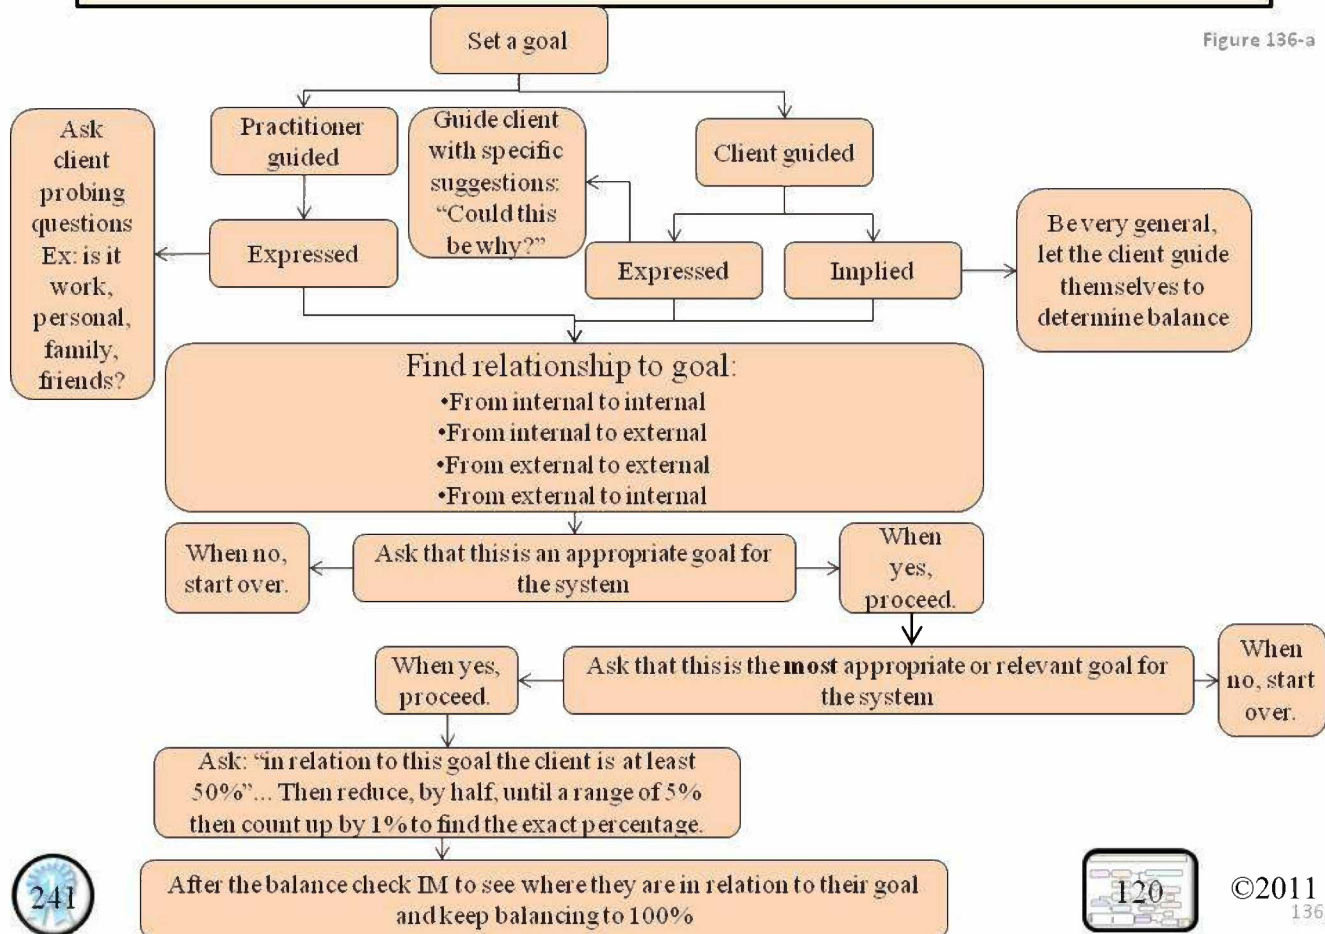 Set a goal
Figure 136-a
Ask
client
probing
questions
Ex: is it
work,
personal,
family,
friends?
Practitioner
guided
Guide client
with specific
suggestions:
“Could this
be why?”
Client guided
Expressed
Expressed
Implied
Be very general,
let the client guide
themselves to
determine balance
Find relationship to goal:
•From internal to internal
•From internal to external
•From external to external
•From external to internal
When no,
start over.
Ask that this is an appropriate goal for
the system
When
yes,
proceed.
When yes,
proceed.
Ask that this is the most appropriate or relevant goal for
the system
When
no, start
over.
Ask: “in relation to this goal the client is at least
50%”... Then reduce, by half, until a range of 5%
then count up by 1% to find the exact percentage.
After the balance check IM to see where they are in relation to their goal
and keep balancing to 100%
241
120
©2011
136